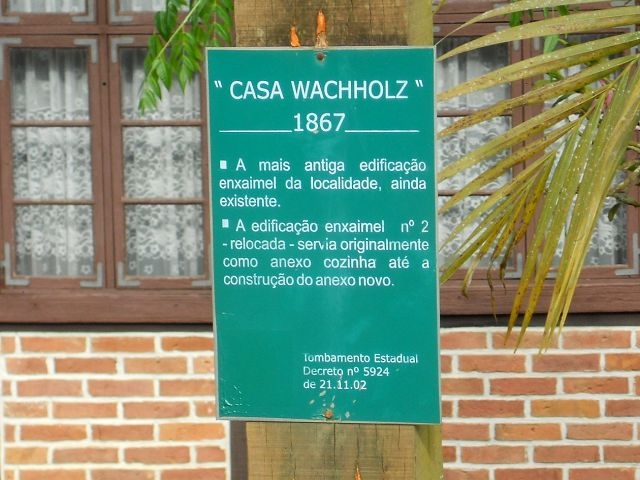 " CASA WACHHOLZ "
______1867______
■ A mais antiga edificação
enxaimel da localidade, ainda
existente.
■ A edificação enxaimel nº 2
- relocada - servia originalmente
como anexo cozinha até a
construção do anexo novo.
Tombamento Estadual
Decreto nº 5924
de 21.11.02